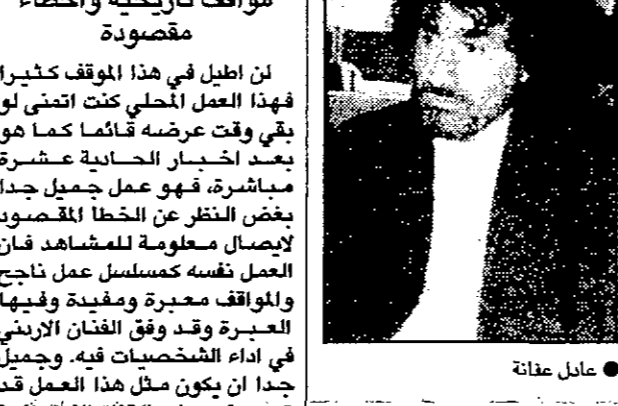 مواقف تاريخية واخطاء
مقصودة
لن اطيل في هذا الموقف كثيرا
فهذا العمل المحلي كنت اتمنى لو
بقي وقت عرضه قائما كما هو
بعد اخبار الحادية عشرة
مباشرة، فهو عمل جميل جدا
بغض النظر عن الخطا المقصود
لايصال معلومة للمشاهد فان
العمل نفسه كمسلسل عمل ناجح
والمواقف معبرة ومفيدة وفيها
العبرة وقد وفق الفنان الاردني
في اداء الشخصيات فيه. وجميل
جدا ان يكون مثل هذا العمل قد
● عادل عفانة